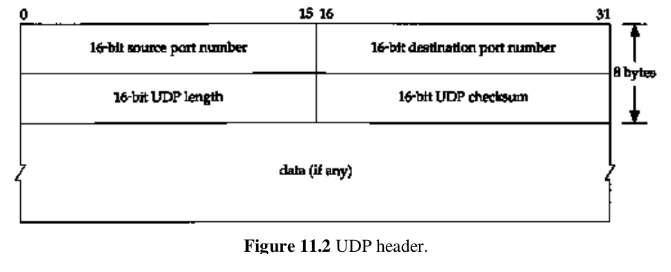 0 15 16 31
16-bit source port number 16-bit destination port number
8 bytes
16-bit UDP length 16-bit UDP checksum
data (if any)
Figure 11.2 UDP header.